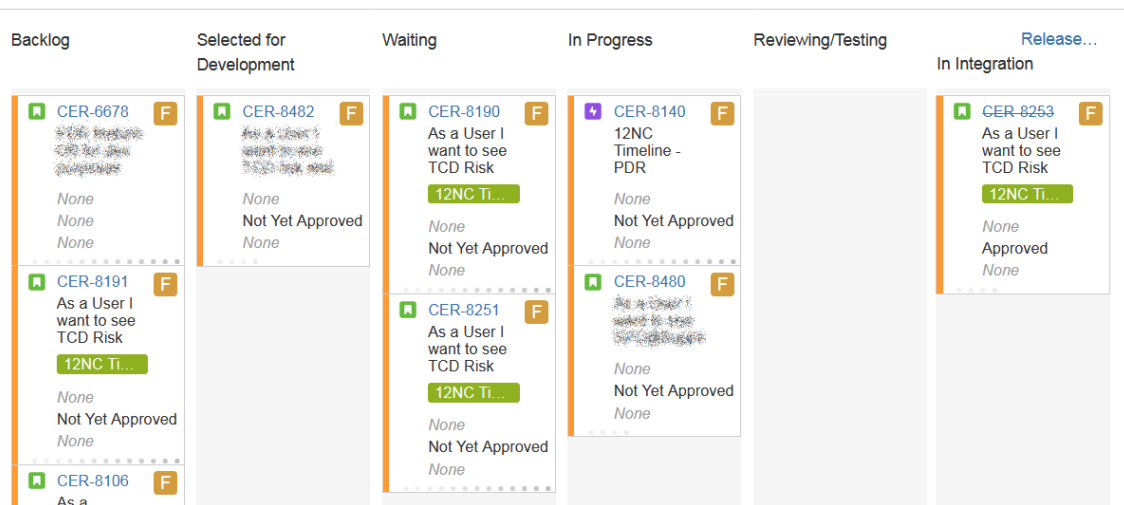 Backlog
Selected for
Development
Waiting
In Progress
Reviewing/Testing
Release...
In Integration
CER-6678
F
None
None
None
CER-8191
F
As a User I
want to see
TCD Risk
12NC Ti...
None
Not Yet Approved
None
CER-8106
F
As a
CER-8482
F
None
Not Yet Approved
None
CER-8190
F
As a User I
want to see
TCD Risk
12NC Ti...
None
Not Yet Approved
None
CER-8251
F
As a User I
want to see
TCD Risk
12NC Ti...
None
Not Yet Approved
None
CER-8140
F
12NC
Timeline -
PDR
None
Not Yet Approved
None
CER-8480
F
None
Not Yet Approved
None
CER-8253
F
As a User I
want to see
TCD Risk
12NC Ti...
None
Approved
None